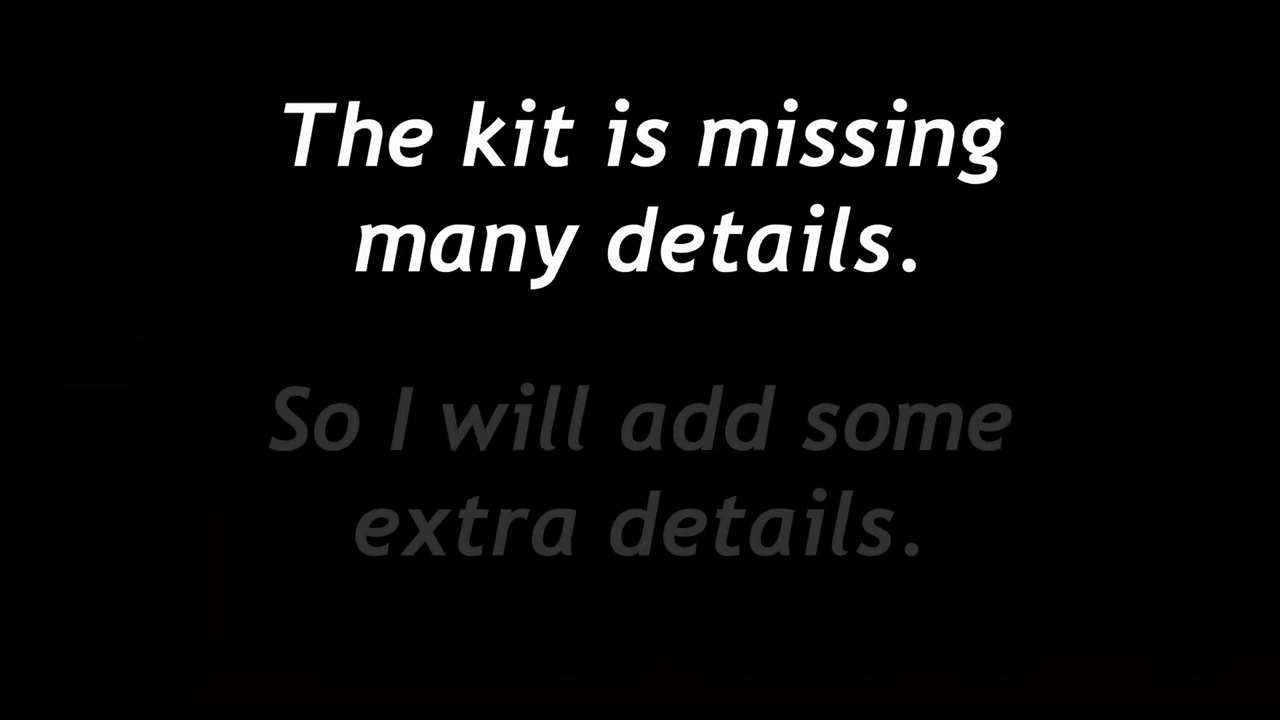 The kit is missing
many details.
So I will add some
extra details.